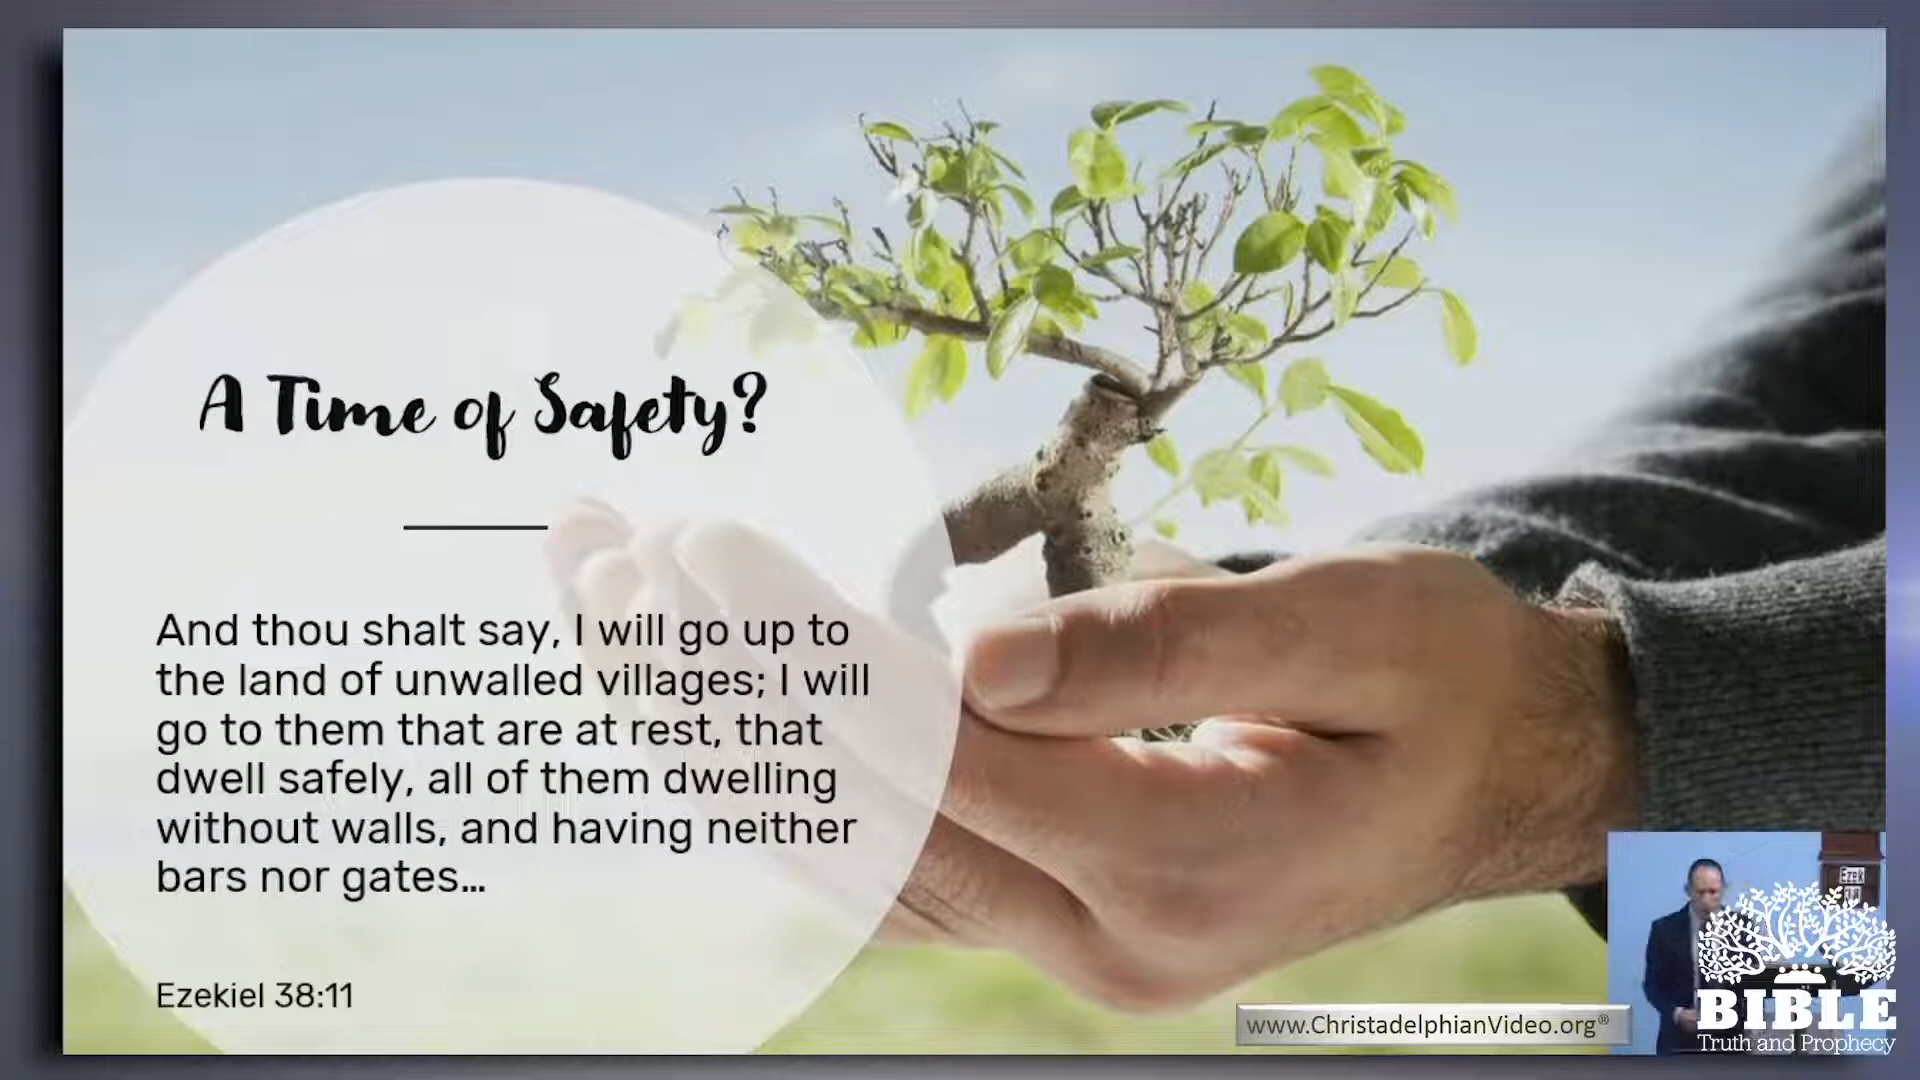 A Time of Safety?
And thou shalt say, I will go up to
the land of unwalled villages; I will
go to them that are at rest, that
dwell safely, all of them dwelling
without walls, and having neither
bars nor gates...
Ezekiel 38:11
www.ChristadelphianVideo.org®
Ezek
BIBLE
Truth and Prophecy